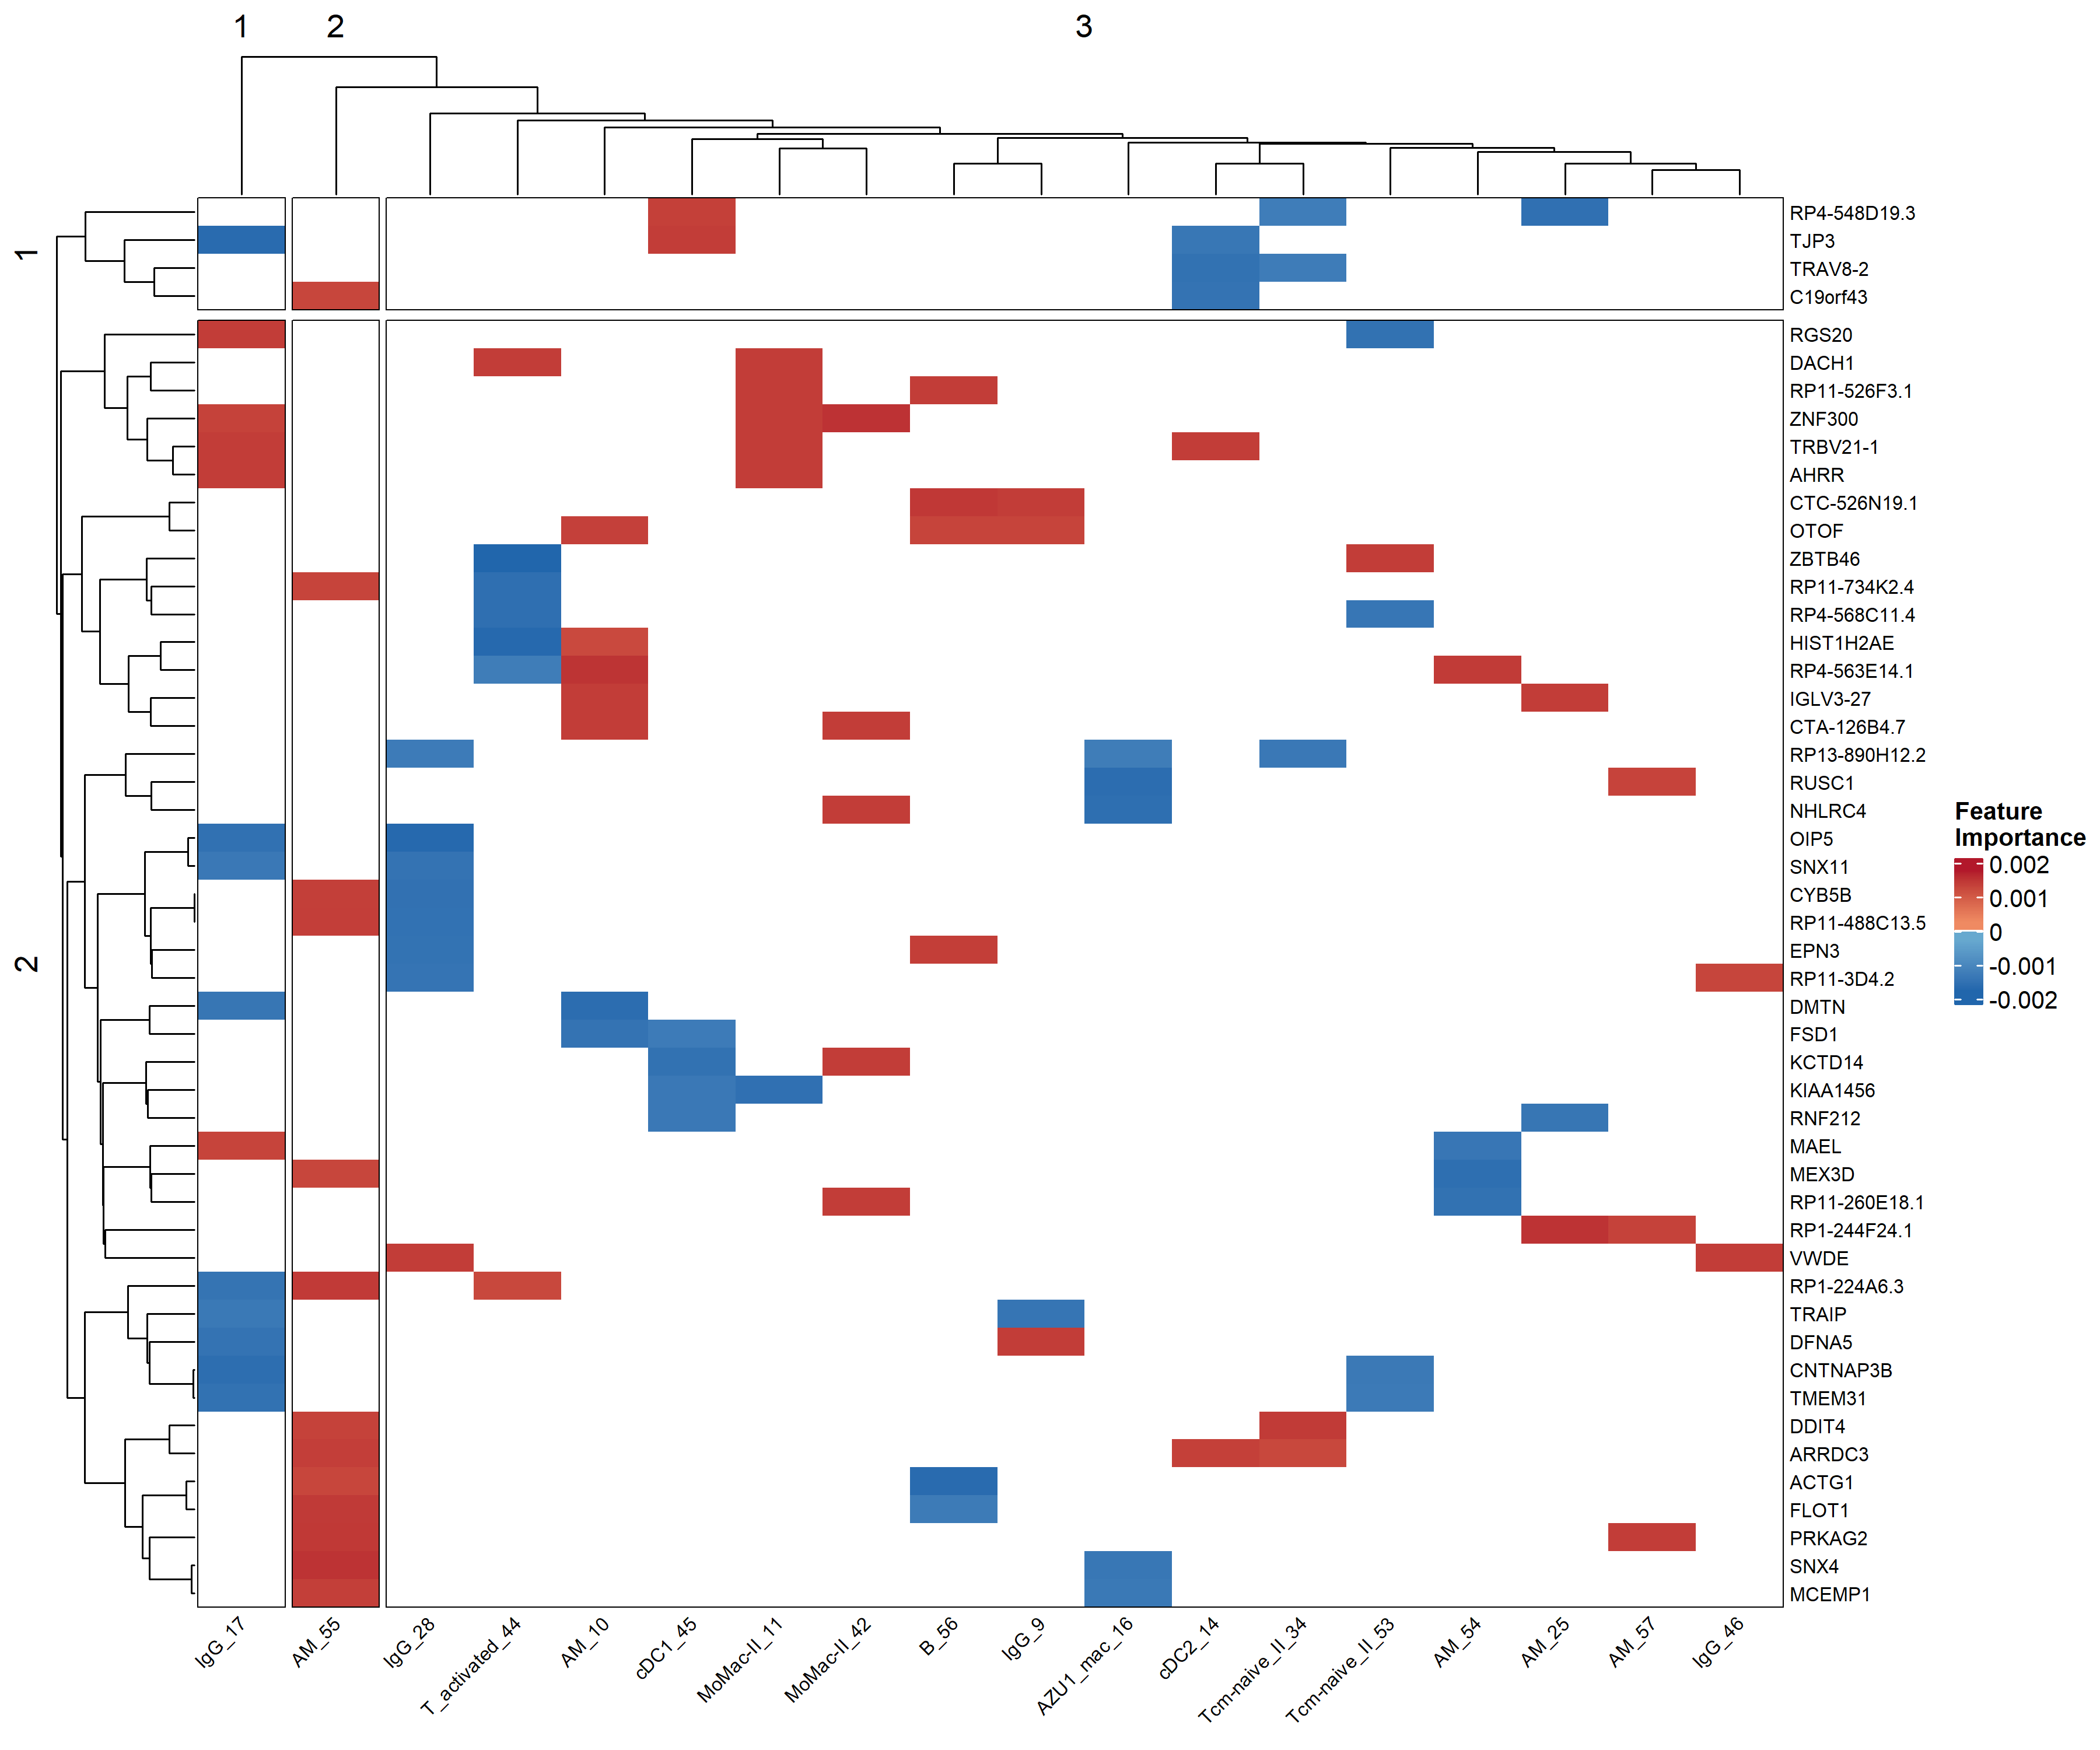 1
2
3
1
RP4-548D19.3
TJP3
TRAV8-2
C19orf43
RGS20
DACH1
RP11-526F3.1
ZNF300
TRBV21-1
AHRR
CTC-526N19.1
OTOF
ZBTB46
RP11-734K2.4
RP4-568C11.4
HIST1H2AE
RP4-563E14.1
IGLV3-27
CTA-126B4.7
RP13-890H12.2
RUSC1
NHLRC4
OIP5
SNX11
CYB5B
RP11-488C13.5
EPN3
RP11-3D4.2
2
DMTN
FSD1
KCTD14
KIAA1456
RNF212
MAEL
MEX3D
RP11-260E18.1
RP1-244F24.1
VWDE
RP1-224A6.3
TRAIP
DFNA5
CNTNAP3B
TMEM31
DDIT4
ARRDC3
ACTG1
FLOT1
PRKAG2
SNX4
MCEMP1
Feature
Importance
0.002
0.001
0
-0.001
-0.002
IgG_17
AM_55
IgG_28
T_activated_44
AM_10
cDC1_45
MoMac-II_11
MoMac-II_42
B_56
IgG_9
AZU1_mac_16
cDC2_14
Tcm-naive_II_34
Tcm-naive_II_53
AM_54
AM_25
AM_57
IgG_46